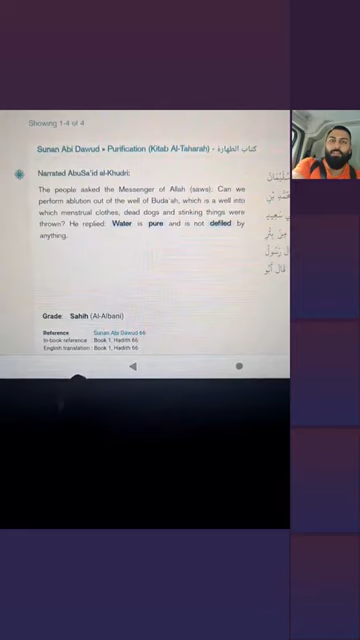 Showing 1-4 of 4
Sunan Abi Dawud » Purification (Kitab Al-Taharah) - كتاب الطهارة
Narrated AbuSa'id al-Khudri:
The people asked the Messenger of Allah (saws): Can we
perform ablution out of the well of Buda'ah, which is a well into
which menstrual clothes, dead dogs and stinking things were
thrown? He replied: Water is pure and is not defiled by
anything.
سُلَيْمَانَ
بْنِ
سَعِيدٍ
مِنْ بِئْرِ
رَسُولُ
قَالَ أَبُو
Grade : Sahih (Al-Albani)
Reference : Sunan Abi Dawud 66
In-book reference : Book 1, Hadith 66
English translation : Book 1, Hadith 66